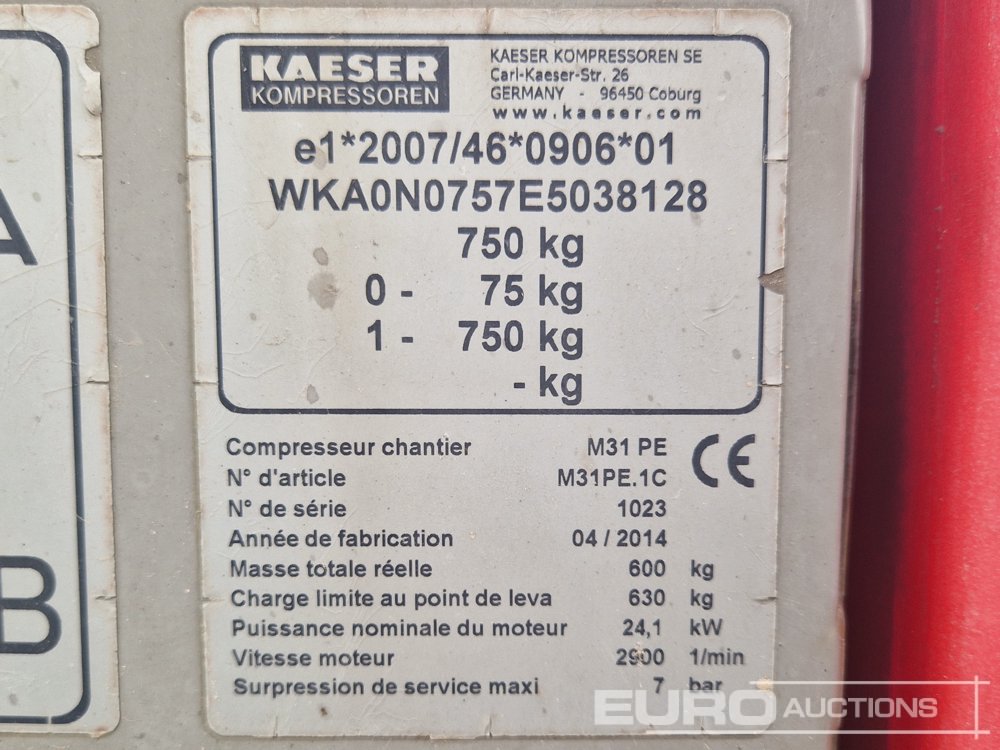 A
B
KAESER
KOMPRESSOREN
KAESER KOMPRESSOREN SE
Carl-Kaeser-Str. 26
GERMANY - 96450 Coburg
www.kaeser.com
e1*2007/46*0906*01
WKA0N0757E5038128
750 kg
0 - 75 kg
1 - 750 kg
- kg
Compresseur chantier M31 PE
N° d'article M31PE.1C
N° de série 1023
Année de fabrication 04 / 2014
Masse totale réelle 600 kg
Charge limite au point de leva 630 kg
Puissance nominale du moteur 24,1 kW
Vitesse moteur 2900 1/min
Surpression de service maxi 7 bar
CE
EURO AUCTIONS